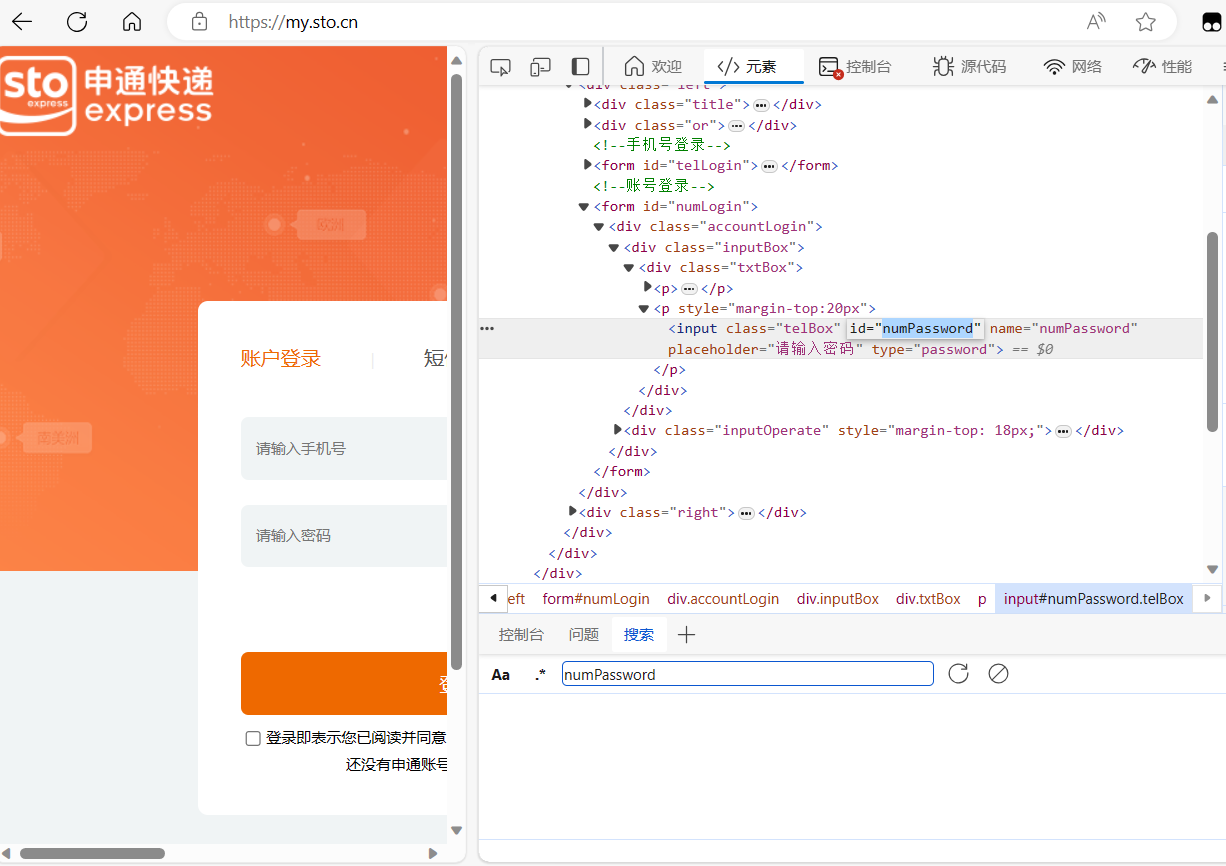 https://my.sto.cn
sto
express
申通快递
express
欧洲
南美洲
账户登录
短
请输入手机号
请输入密码
登录即表示您已阅读并同意
还没有申通账号
欢迎
</> 元素
控制台
源代码
网络
性能
<div class="left">
<div class="title">…</div>
<div class="or">…</div>
<!--手机号登录-->
<form id="telLogin">…</form>
<!--账号登录-->
<form id="numLogin">
<div class="accountLogin">
<div class="inputBox">
<div class="txtBox">
<p>…</p>
<p style="margin-top:20px">
<input class="telBox" id="numPassword" name="numPassword"
placeholder="请输入密码" type="password"> == $0
</p>
</div>
</div>
<div class="inputOperate" style="margin-top: 18px;">…</div>
</div>
</form>
</div>
<div class="right">…</div>
</div>
</div>
</div>
eft form#numLogin div.accountLogin div.inputBox div.txtBox p input#numPassword.telBox
控制台 问题 搜索
Aa .* numPassword